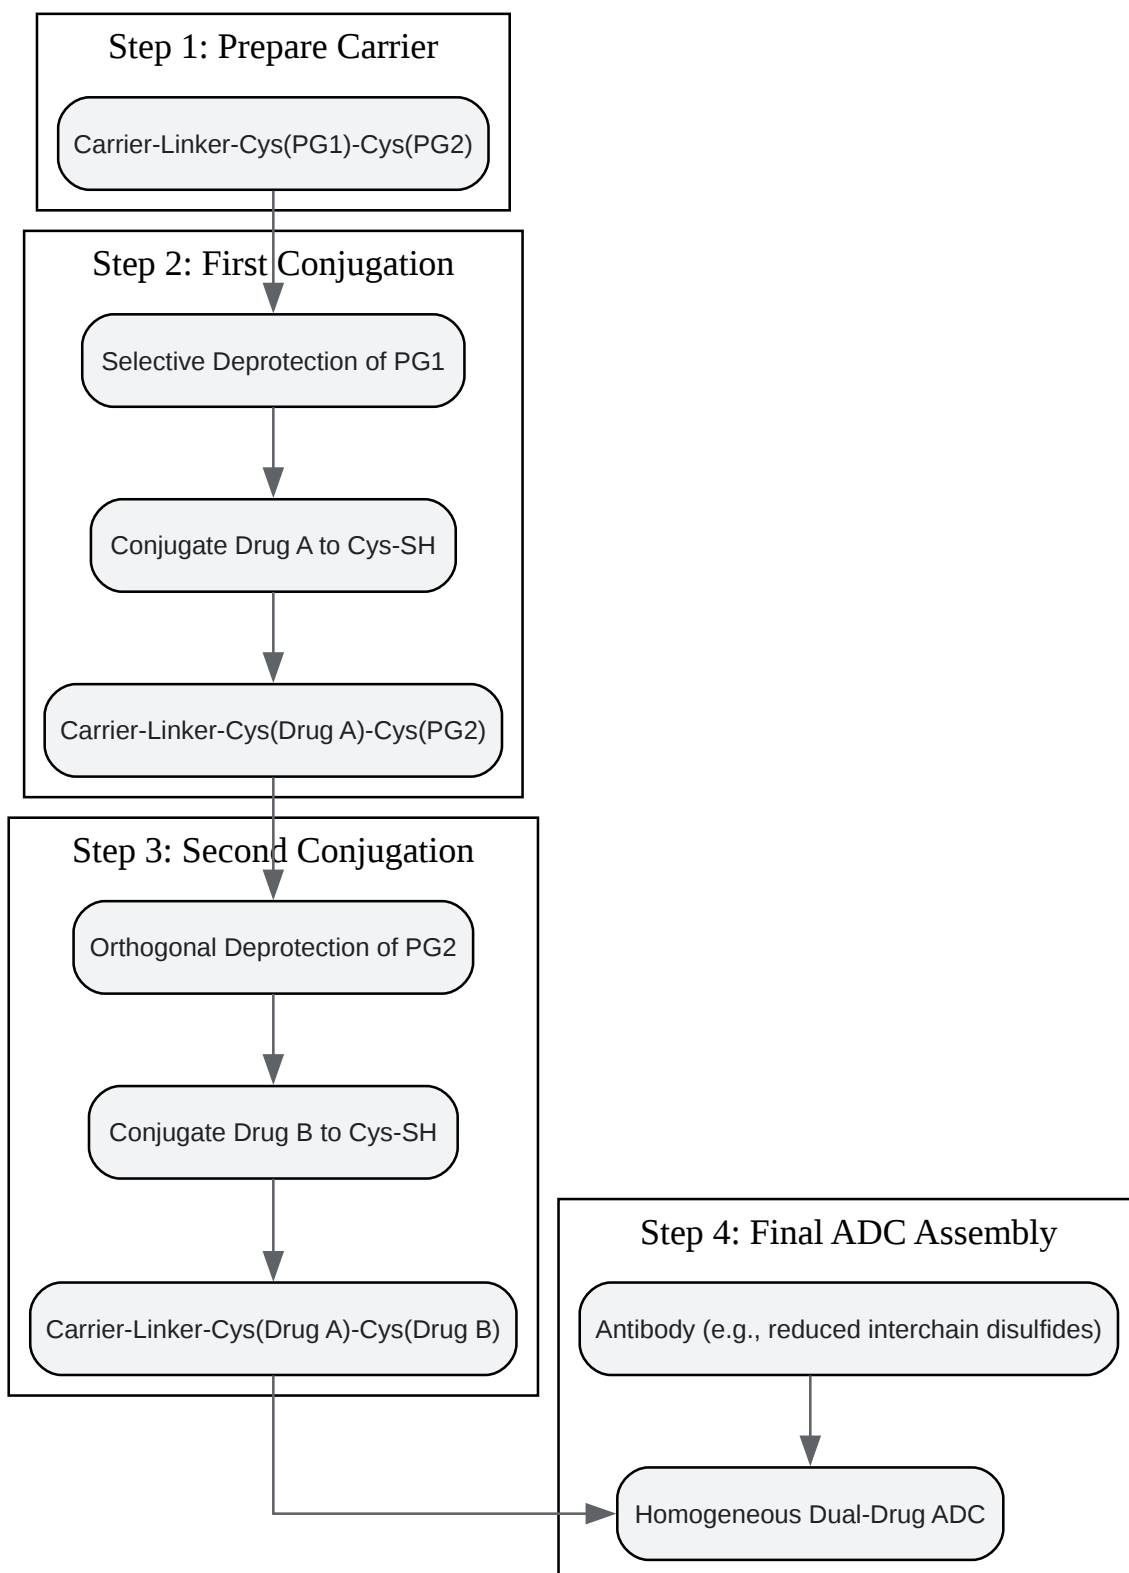 Step 1: Prepare Carrier
Carrier-Linker-Cys(PG1)-Cys(PG2)
Step 2: First Conjugation
Selective Deprotection of PG1
Conjugate Drug A to Cys-SH
Carrier-Linker-Cys(Drug A)-Cys(PG2)
Step 3: Second Conjugation
Orthogonal Deprotection of PG2
Conjugate Drug B to Cys-SH
Carrier-Linker-Cys(Drug A)-Cys(Drug B)
Step 4: Final ADC Assembly
Antibody (e.g., reduced interchain disulfides)
Homogeneous Dual-Drug ADC